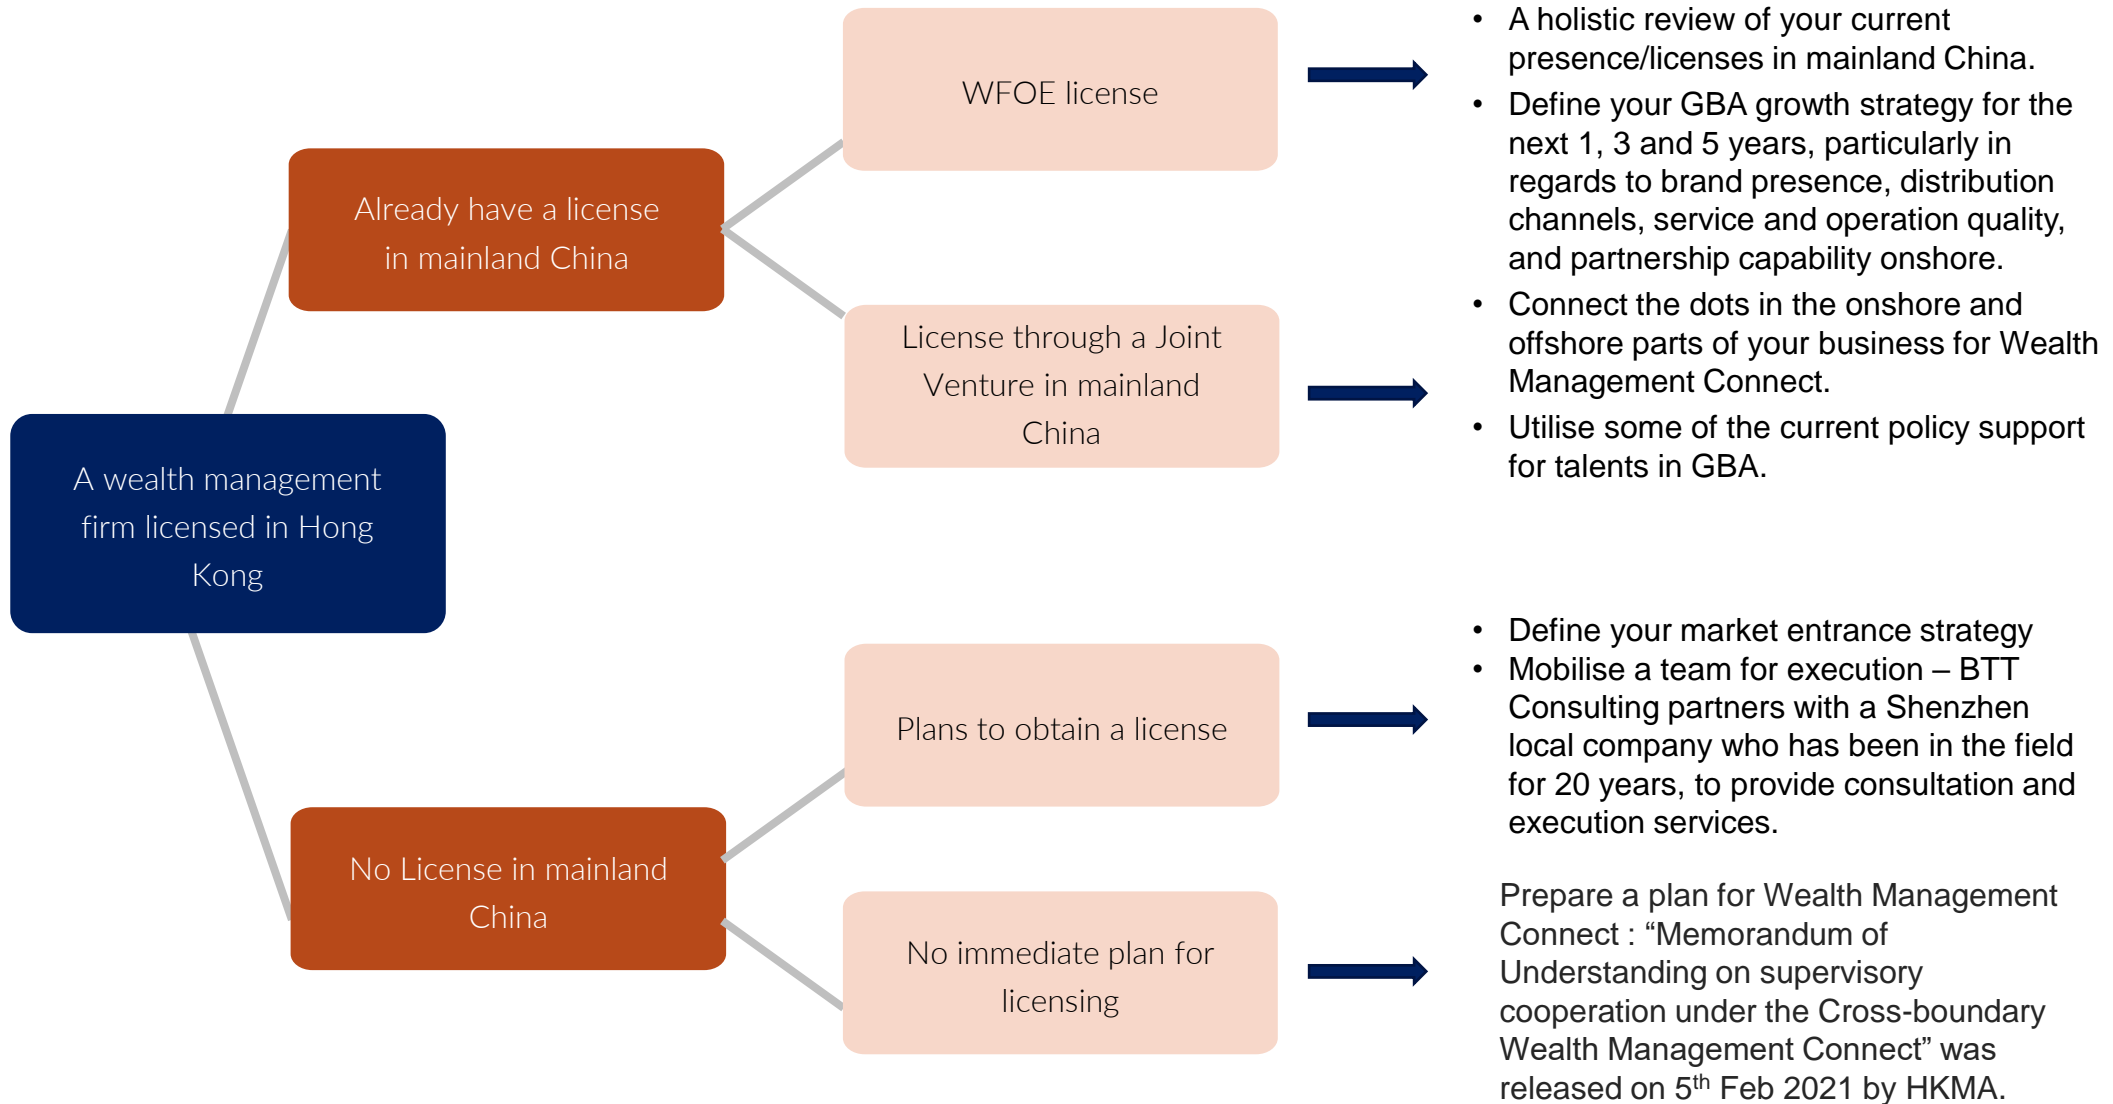 A wealth management
firm licensed in Hong
Kong
Already have a license
in mainland China
WFOE license
License through a Joint
Venture in mainland
China
• A holistic review of your current
presence/licenses in mainland China.
• Define your GBA growth strategy for the
next 1, 3 and 5 years, particularly in
regards to brand presence, distribution
channels, service and operation quality,
and partnership capability onshore.
• Connect the dots in the onshore and
offshore parts of your business for Wealth
Management Connect.
• Utilise some of the current policy support
for talents in GBA.
No License in mainland
China
Plans to obtain a license
• Define your market entrance strategy
• Mobilise a team for execution – BTT
Consulting partners with a Shenzhen
local company who has been in the field
for 20 years, to provide consultation and
execution services.
No immediate plan for
licensing
Prepare a plan for Wealth Management
Connect : “Memorandum of
Understanding on supervisory
cooperation under the Cross-boundary
Wealth Management Connect” was
released on 5th Feb 2021 by HKMA.